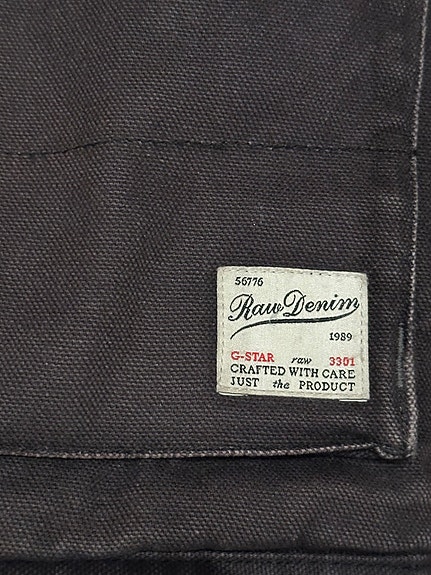 56776
Raw Denim
1989
G-STAR raw 3301
CRAFTED WITH CARE
JUST the PRODUCT